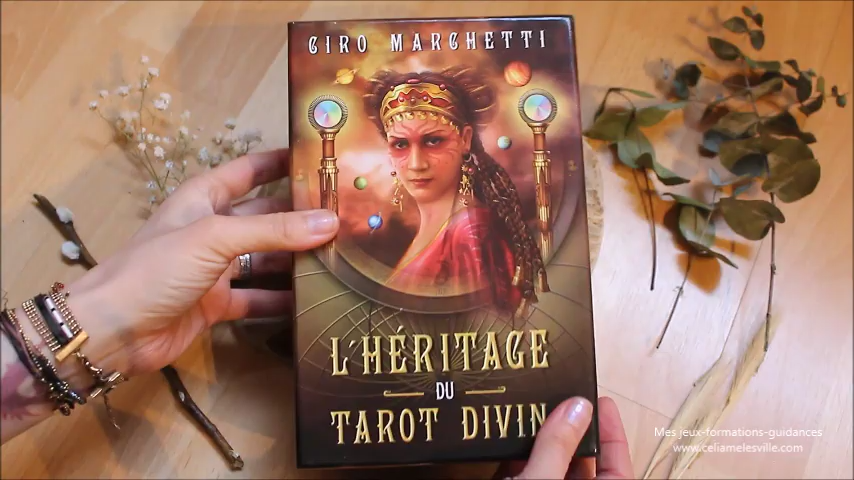 CIRO MARCHETTI
L'HÉRITAGE
DU
TAROT DIVIN
Mes jeux-formations-guidances
www.celiamelesville.com